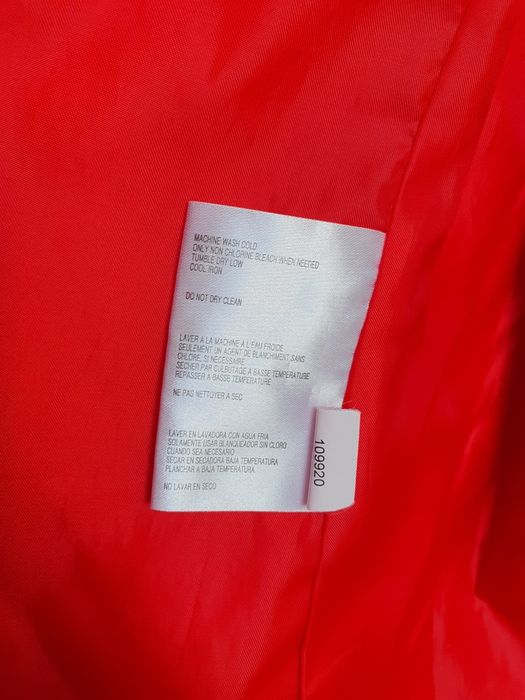 MACHINE WASH COLD
ONLY NON CHLORINE BLEACH WHEN NEEDED
TUMBLE DRY LOW
COOL IRON
DO NOT DRY CLEAN
LAVER A LA MACHINE A L'EAU FROIDE
SEULEMENT UN AGENT DE BLANCHIMENT SANS
CHLORE, SI NECESSAIRE
SECHER PAR CULBUTAGE A BASSE TEMPERATURE
REPASSER A BASSE TEMPERATURE
NE PAS NETTOYER A SEC
LAVER EN LAVADORA CON AGUA FRIA
SOLAMENTE USAR BLANQUEADOR SIN CLORO
CUANDO SEA NECESARIO
SECAR EN SECADORA BAJA TEMPERATURA
PLANCHAR A BAJA TEMPERATURA
NO LAVAR EN SECO
109920